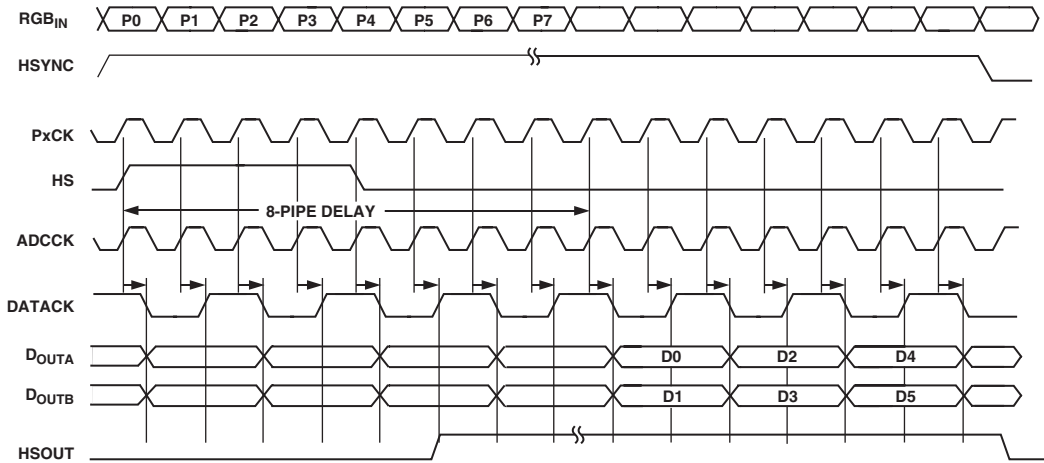 RGBIN P0 P1 P2 P3 P4 P5 P6 P7
HSYNC
PxCK
HS
8-PIPE DELAY
ADCCK
DATACK
DOUTA D0 D2 D4
DOUTB D1 D3 D5
HSOUT